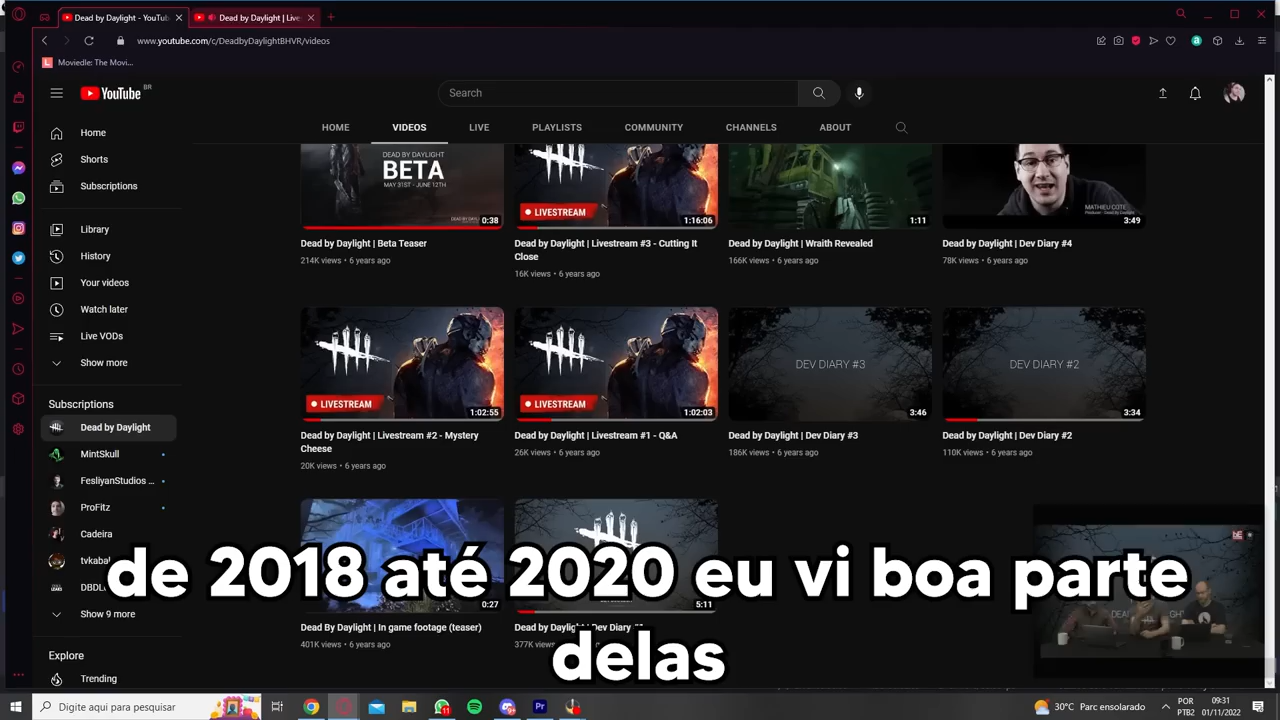 Dead by Daylight - YouTub
Dead by Daylight | Live
www.youtube.com/c/DeadbyDaylightBHVR/videos
Moviedle: The Movi...
YouTube BR
Search
HOME VIDEOS LIVE PLAYLISTS COMMUNITY CHANNELS ABOUT
Home
Shorts
Subscriptions
Library
History
Your videos
Watch later
Live VODs
Show more
Subscriptions
Dead by Daylight
MintSkull
FesliyanStudios ...
ProFitz
Cadeira
tvkabal
DBDL
Show 9 more
Explore
Trending
DEAD BY DAYLIGHT
BETA
MAY 31ST - JUNE 12TH
0:38
Dead by Daylight | Beta Teaser
214K views • 6 years ago
LIVESTREAM
1:16:06
Dead by Daylight | Livestream #3 - Cutting It
Close
16K views • 6 years ago
1:11
Dead by Daylight | Wraith Revealed
166K views • 6 years ago
MATHIEU COTE
3:49
Dead by Daylight | Dev Diary #4
78K views • 6 years ago
LIVESTREAM
1:02:55
Dead by Daylight | Livestream #2 - Mystery
Cheese
20K views • 6 years ago
LIVESTREAM
1:02:03
Dead by Daylight | Livestream #1 - Q&A
26K views • 6 years ago
DEV DIARY #3
3:46
Dead by Daylight | Dev Diary #3
186K views • 6 years ago
DEV DIARY #2
3:34
Dead by Daylight | Dev Diary #2
110K views • 6 years ago
0:27
Dead By Daylight | In game footage (teaser)
401K views • 6 years ago
5:11
Dead by Daylight | Dev Diary
377K
de 2018 até 2020 eu vi boa parte
delas
Digite aqui para pesquisar
11
30°C Parc ensolarado
POR
PTB2
09:31
01/11/2022